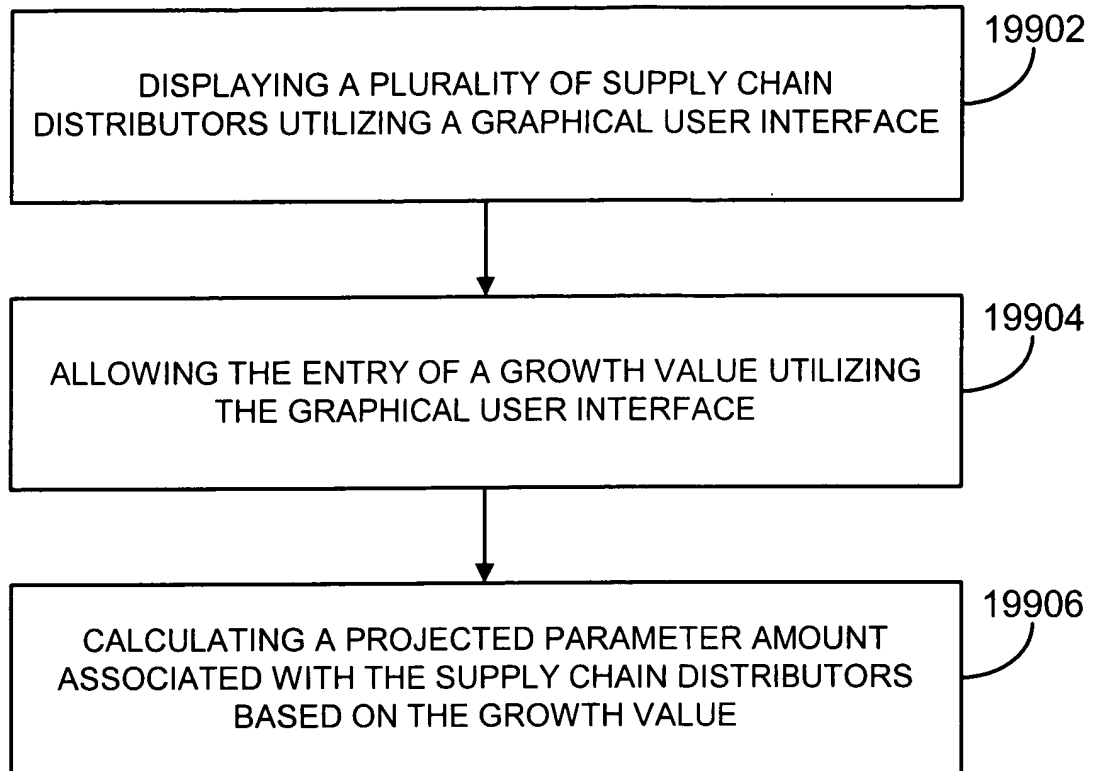 19902
DISPLAYING A PLURALITY OF SUPPLY CHAIN
DISTRIBUTORS UTILIZING A GRAPHICAL USER INTERFACE
19904
ALLOWING THE ENTRY OF A GROWTH VALUE UTILIZING
THE GRAPHICAL USER INTERFACE
19906
CALCULATING A PROJECTED PARAMETER AMOUNT
ASSOCIATED WITH THE SUPPLY CHAIN DISTRIBUTORS
BASED ON THE GROWTH VALUE